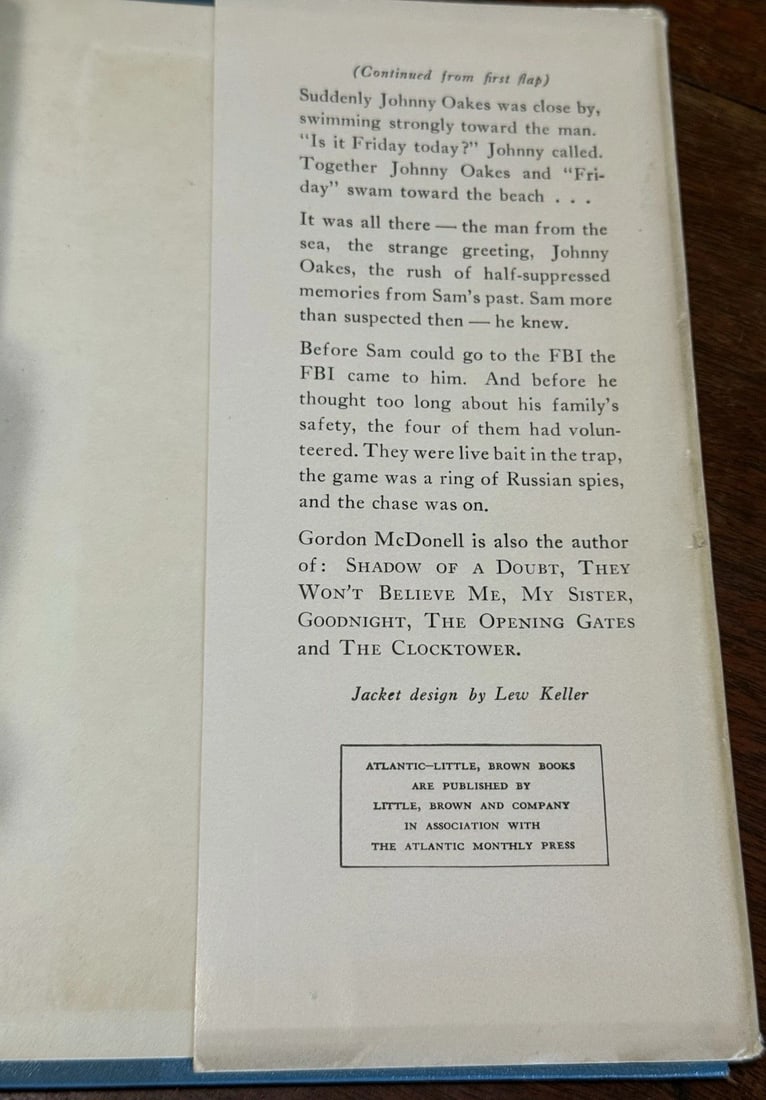 (Continued from first flap)
Suddenly Johnny Oakes was close by,
swimming strongly toward the man.
"Is it Friday today?" Johnny called.
Together Johnny Oakes and "Fri-
day" swam toward the beach . . .
It was all there — the man from the
sea, the strange greeting, Johnny
Oakes, the rush of half-suppressed
memories from Sam's past. Sam more
than suspected then — he knew.
Before Sam could go to the FBI the
FBI came to him. And before he
thought too long about his family's
safety, the four of them had volun-
teered. They were live bait in the trap,
the game was a ring of Russian spies,
and the chase was on.
Gordon McDonell is also the author
of: SHADOW OF A DOUBT, THEY
WON'T BELIEVE ME, MY SISTER,
GOODNIGHT, THE OPENING GATES
and THE CLOCKTOWER.
Jacket design by Lew Keller
ATLANTIC–LITTLE, BROWN BOOKS
ARE PUBLISHED BY
LITTLE, BROWN AND COMPANY
IN ASSOCIATION WITH
THE ATLANTIC MONTHLY PRESS